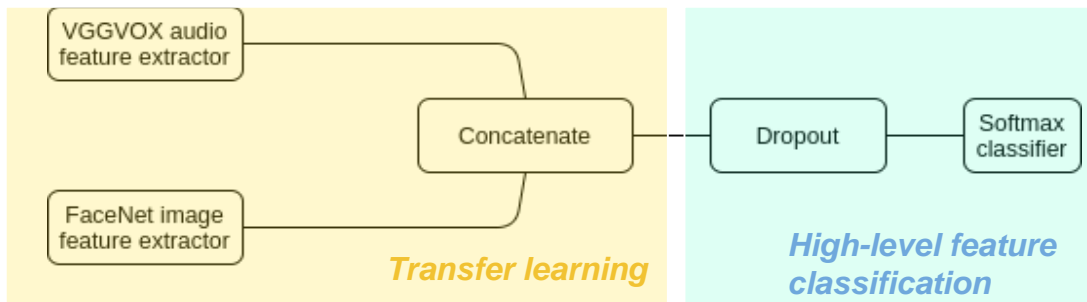 VGGVOX audio
feature extractor
Concatenate
Dropout
Softmax
classifier
FaceNet image
feature extractor
Transfer learning
High-level feature
classification